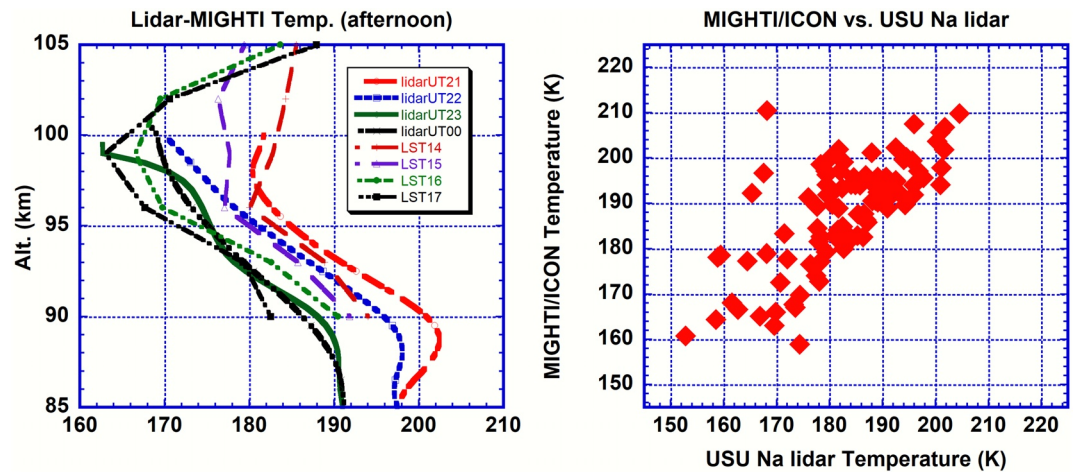 Lidar-MIGHTI Temp. (afternoon)
Alt. (km)
105
100
95
90
85
160
170
180
190
200
210
lidarUT21
lidarUT22
lidarUT23
lidarUT00
LST14
LST15
LST16
LST17
MIGHTI/ICON vs. USU Na lidar
MIGHTI/ICON Temperature (K)
220
210
200
190
180
170
160
150
150
160
170
180
190
200
210
220
USU Na lidar Temperature (K)